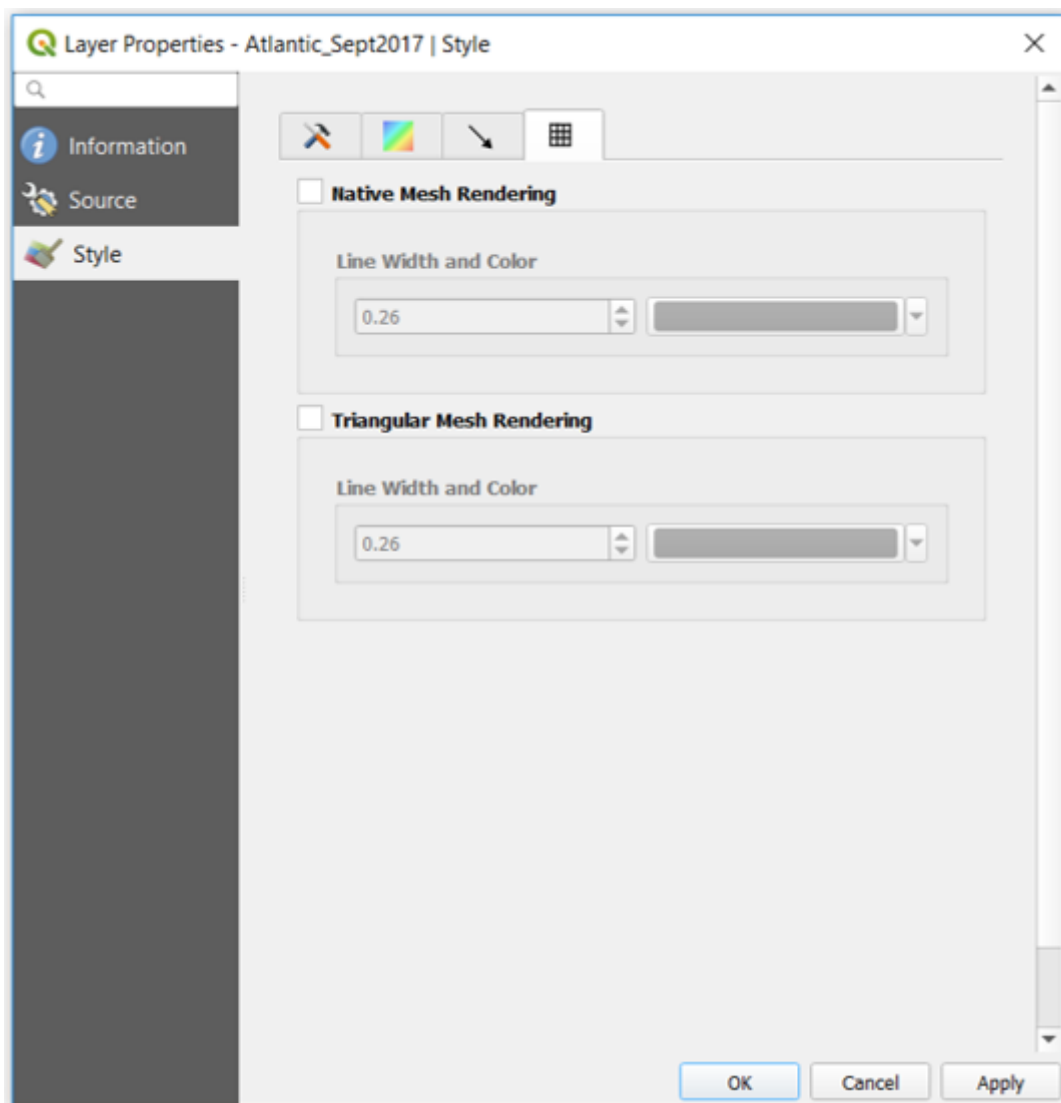 Layer Properties - Atlantic_Sept2017 | Style
Information
Source
Style
Native Mesh Rendering
Line Width and Color
0.26
Triangular Mesh Rendering
Line Width and Color
0.26
OK Cancel Apply